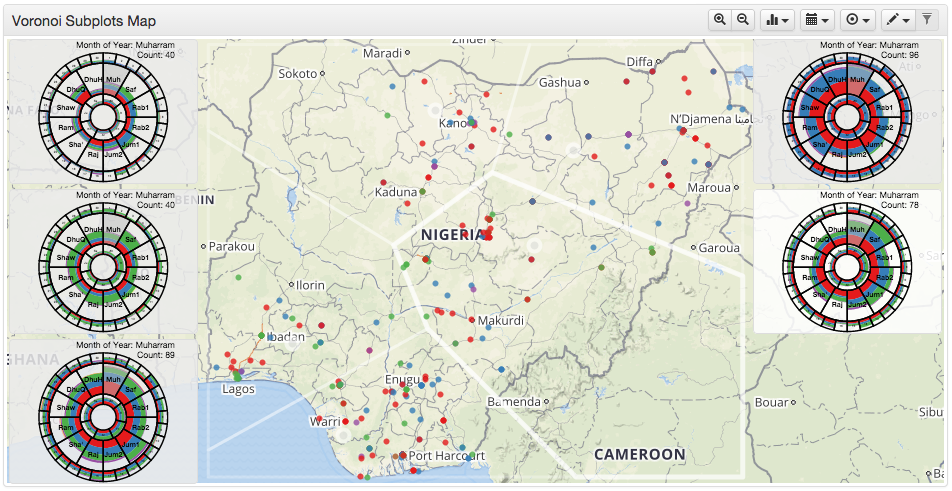 Voronoi Subplots Map
Month of Year: Muharram
Count: 40
DhuH Muh Saf Rab1 Rab2 Jum1 Jum2 Raj Sha' Ram Shaw DhuQ
Month of Year: Muharram
Count: 40
DhuH Muh Saf Rab1 Rab2 Jum1 Jum2 Raj Sha' Ram Shaw DhuQ
Month of Year: Muharram
Count: 89
DhuH Muh Saf Rab1 Rab2 Jum1 Jum2 Raj Sha' Ram Shaw DhuQ
Maradi
Zinder
Sokoto
Diffa
Gashua
Kano
N'Djamena
Kaduna
Maroua
BENIN
NIGERIA
Parakou
Garoua
Ilorin
Makurdi
Ibadan
GHANA
Enugu
Lagos
Bamenda
Bouar
Sibu
Warri
Port Harcourt
CAMEROON
Ba
Month of Year: Muharram
Count: 96
DhuH Muh Saf Rab1 Rab2 Jum1 Jum2 Raj Sha' Ram Shaw DhuQ
Month of Year: Muharram
Count: 78
DhuH Muh Saf Rab1 Rab2 Jum1 Jum2 Raj Sha' Ram Shaw DhuQ